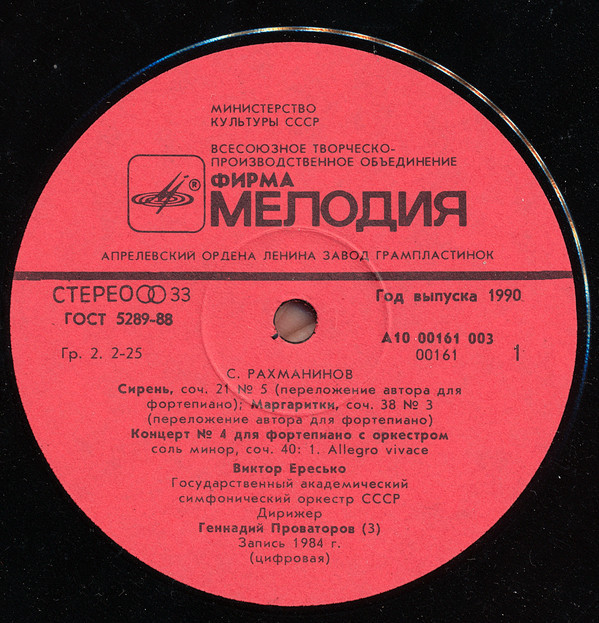 МИНИСТЕРСТВО
КУЛЬТУРЫ СССР
ВСЕСОЮЗНОЕ ТВОРЧЕСКО-
ПРОИЗВОДСТВЕННОЕ ОБЪЕДИНЕНИЕ
ФИРМА
® МЕЛОДИЯ
АПРЕЛЕВСКИЙ ОРДЕНА ЛЕНИНА ЗАВОД ГРАМПЛАСТИНОК
СТЕРЕО 33
Год выпуска 1990
ГОСТ 5289-88
А10 00161 003
Гр. 2. 2-25
00161 1
С. РАХМАНИНОВ
Сирень, соч. 21 № 5 (переложение автора для
фортепиано); Маргаритки, соч. 38 № 3
(переложение автора для фортепиано)
Концерт № 4 для фортепиано с оркестром
соль минор, соч. 40: 1. Allegro vivace
Виктор Ересько
Государственный академический
симфонический оркестр СССР
Дирижер
Геннадий Проваторов (3)
Запись 1984 г.
(цифровая)